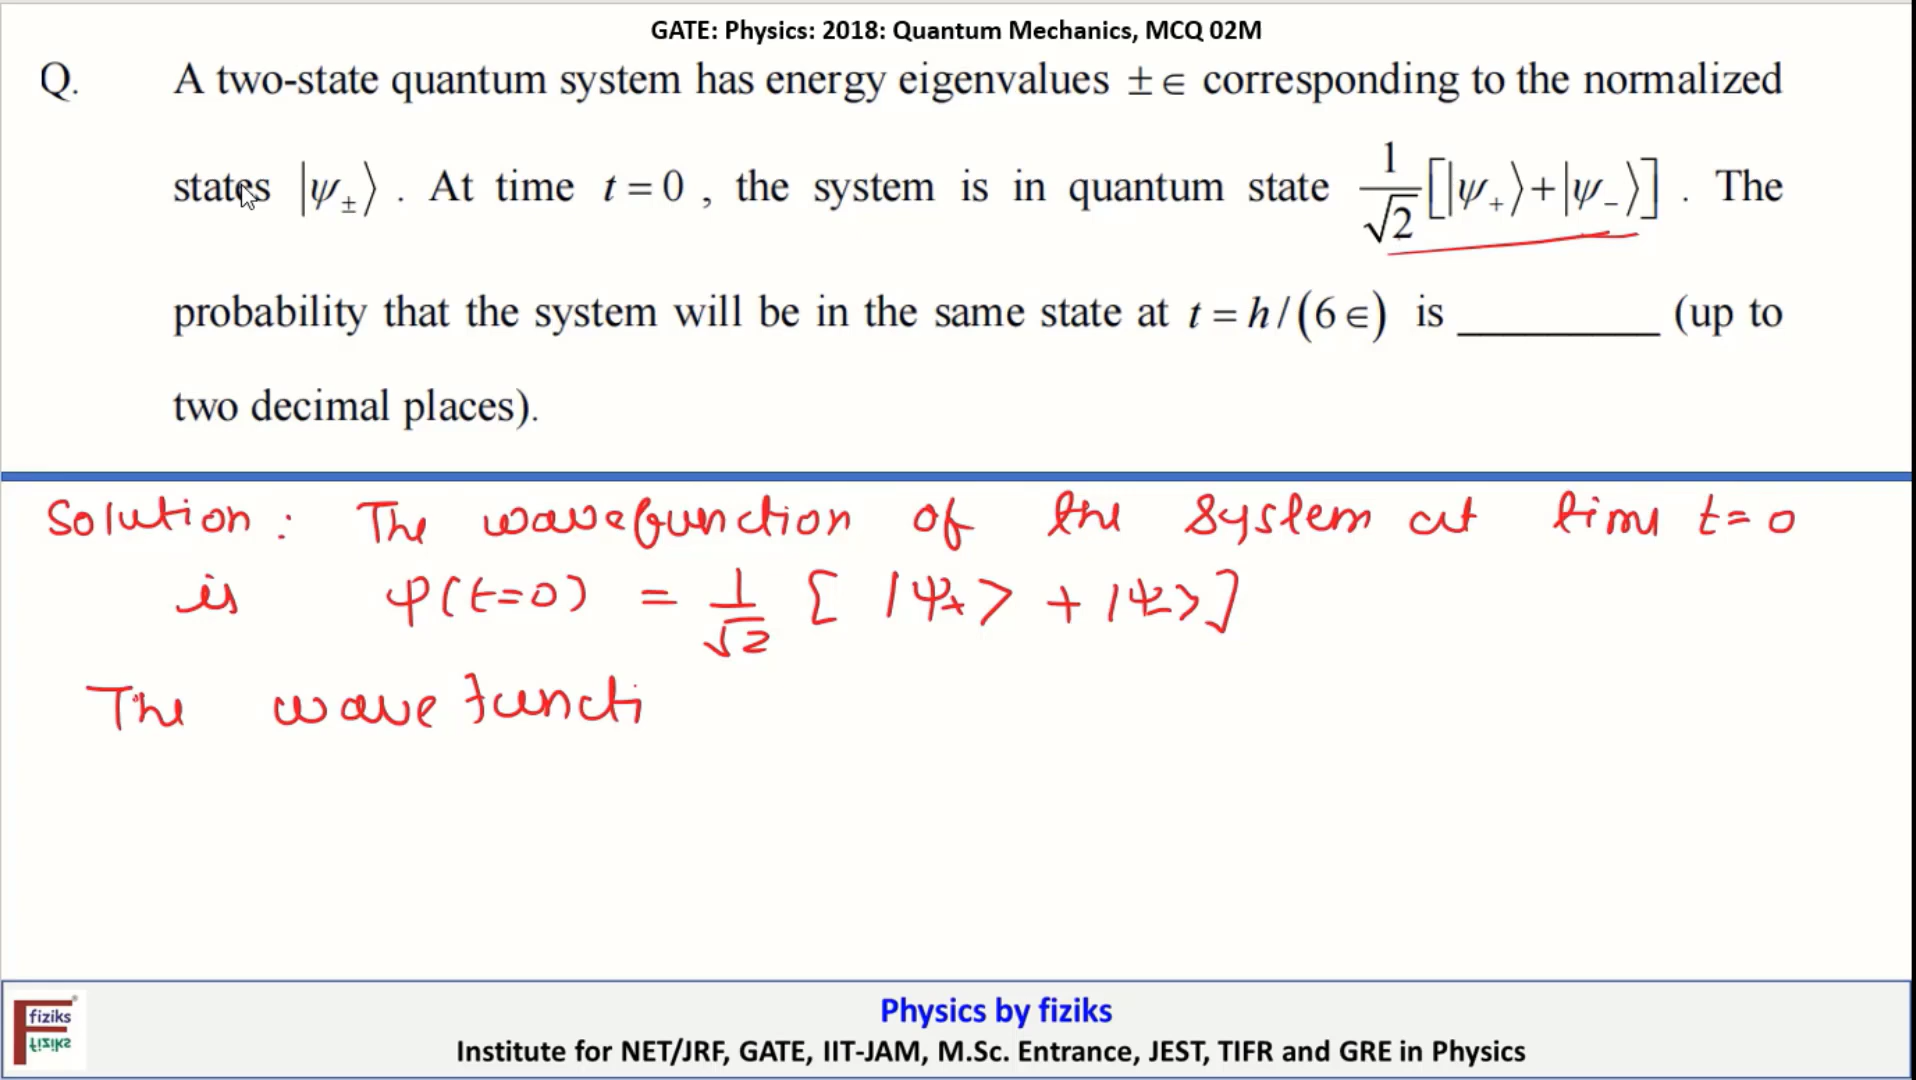 GATE: Physics: 2018: Quantum Mechanics, MCQ 02M
Q. A two-state quantum system has energy eigenvalues ±∈ corresponding to the normalized
states |ψ±⟩ . At time t = 0 , the system is in quantum state 1/√2 [|ψ₊⟩+|ψ₋⟩] . The
probability that the system will be in the same state at t = h/(6∈) is __________ (up to
two decimal places).
Solution : The wavefunction of the system at time t=0
is φ(t=0) = 1/√2 [ |ψ₊> + |ψ₋>]
The wave functi
fiziks
fiziks
Physics by fiziks
Institute for NET/JRF, GATE, IIT-JAM, M.Sc. Entrance, JEST, TIFR and GRE in Physics